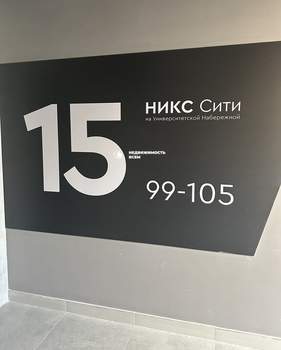 15
НИКС Сити
на Университетской Набережной
недвижимость
всем
99-105